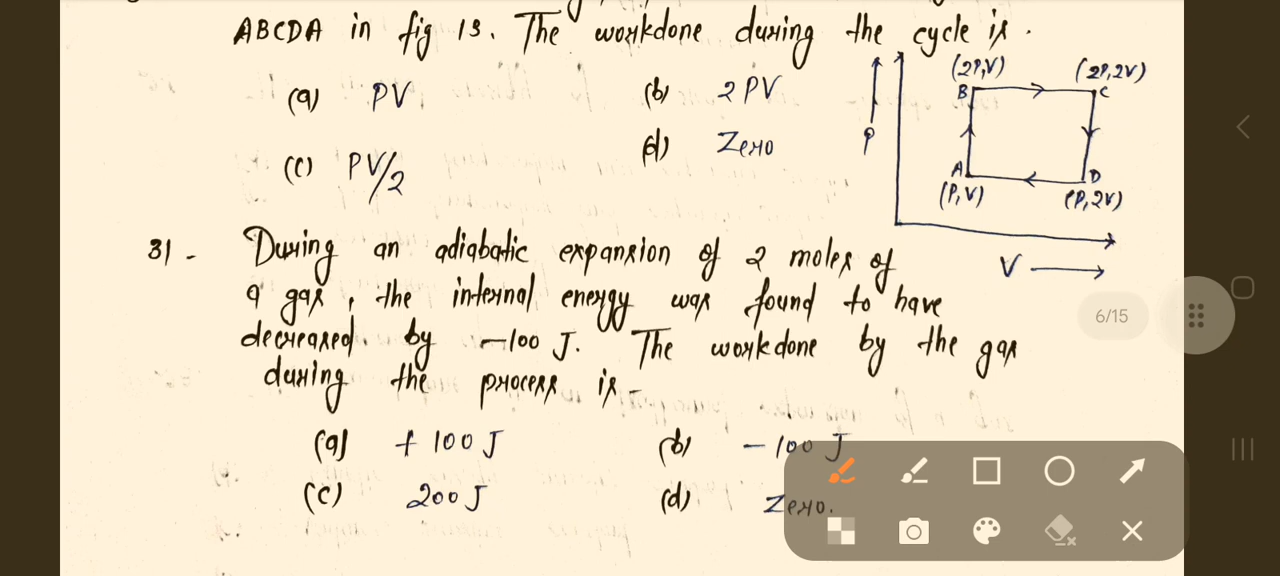 ABCDA in fig 13. The workdone during the cycle is.
(a) PV (b) 2PV
(c) PV/2 (d) Zero
(2P,V) (2P,2V)
B C
P
A D
(P,V) (P,2V)
V
31- During an adiabatic expansion of 2 moles of
a gas, the internal energy was found to have
decreased. by -100 J. The workdone by the gas
during the process is-
(a) + 100 J (b) - 100 J
(c) 200 J (d) Zero.
6/15